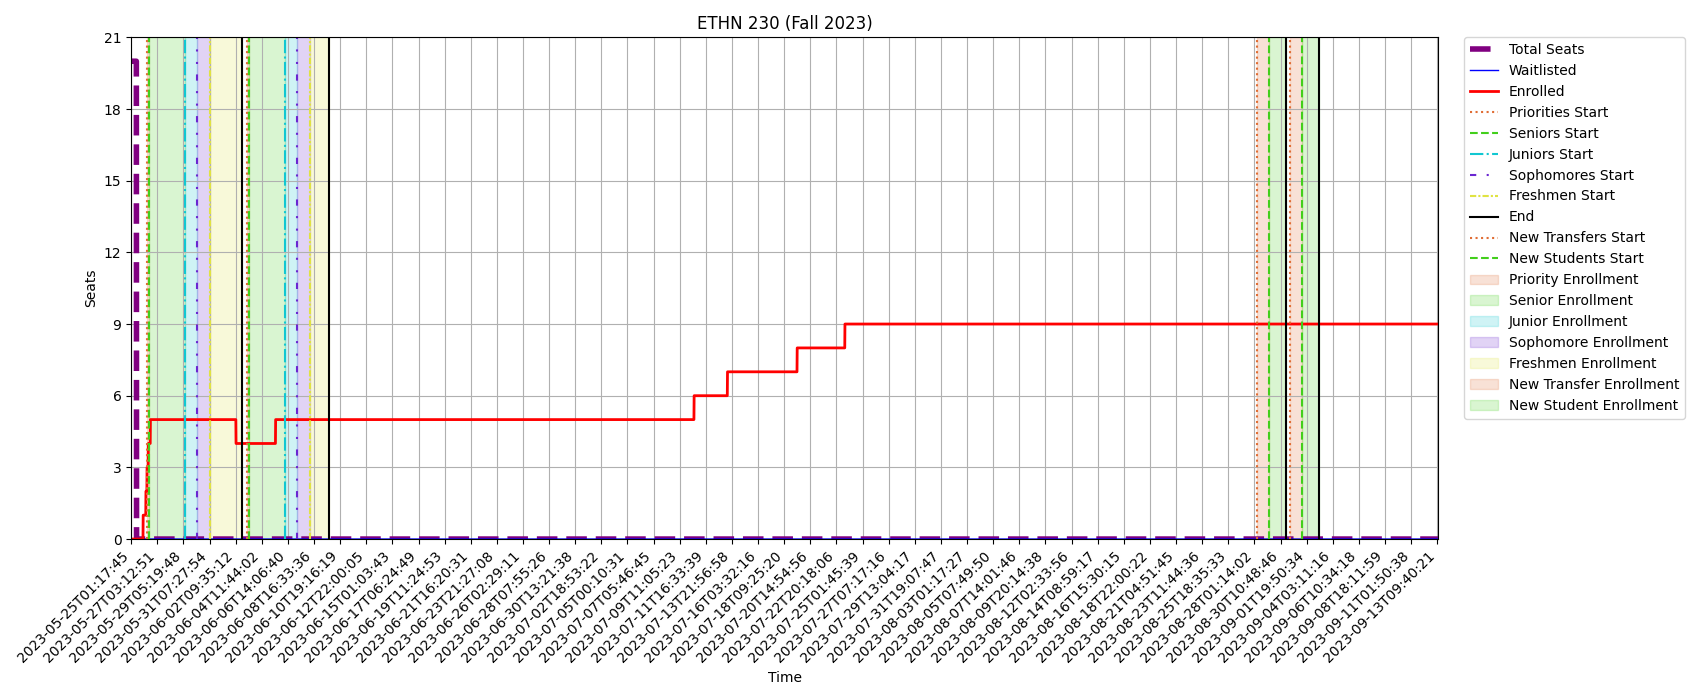 ETHN 230 (Fall 2023)
Seats
21
18
15
12
9
6
3
0
2023-05-25T01:17:45
2023-05-27T03:12:51
2023-05-29T05:19:48
2023-05-31T07:27:54
2023-06-02T09:35:12
2023-06-04T11:44:02
2023-06-06T14:06:40
2023-06-08T16:33:36
2023-06-10T19:16:19
2023-06-12T22:00:05
2023-06-15T01:03:43
2023-06-17T06:24:49
2023-06-19T11:24:53
2023-06-21T16:20:31
2023-06-23T21:27:08
2023-06-26T02:29:11
2023-06-28T07:55:26
2023-06-30T13:21:38
2023-07-02T18:53:22
2023-07-05T00:10:31
2023-07-07T05:46:45
2023-07-09T11:05:23
2023-07-11T16:33:39
2023-07-13T21:56:58
2023-07-16T03:32:16
2023-07-18T09:25:20
2023-07-20T14:54:56
2023-07-22T20:18:06
2023-07-25T01:45:39
2023-07-27T07:17:16
2023-07-29T13:04:17
2023-07-31T19:07:47
2023-08-03T01:17:27
2023-08-05T07:49:50
2023-08-07T14:01:46
2023-08-09T20:14:38
2023-08-12T02:33:56
2023-08-14T08:59:17
2023-08-16T15:30:15
2023-08-18T22:00:22
2023-08-21T04:51:45
2023-08-23T11:44:36
2023-08-25T18:35:33
2023-08-28T01:14:02
2023-08-30T10:48:46
2023-09-01T19:50:34
2023-09-04T03:11:16
2023-09-06T10:34:18
2023-09-08T18:11:59
2023-09-11T01:50:38
2023-09-13T09:40:21
Time
Total Seats
Waitlisted
Enrolled
Priorities Start
Seniors Start
Juniors Start
Sophomores Start
Freshmen Start
End
New Transfers Start
New Students Start
Priority Enrollment
Senior Enrollment
Junior Enrollment
Sophomore Enrollment
Freshmen Enrollment
New Transfer Enrollment
New Student Enrollment